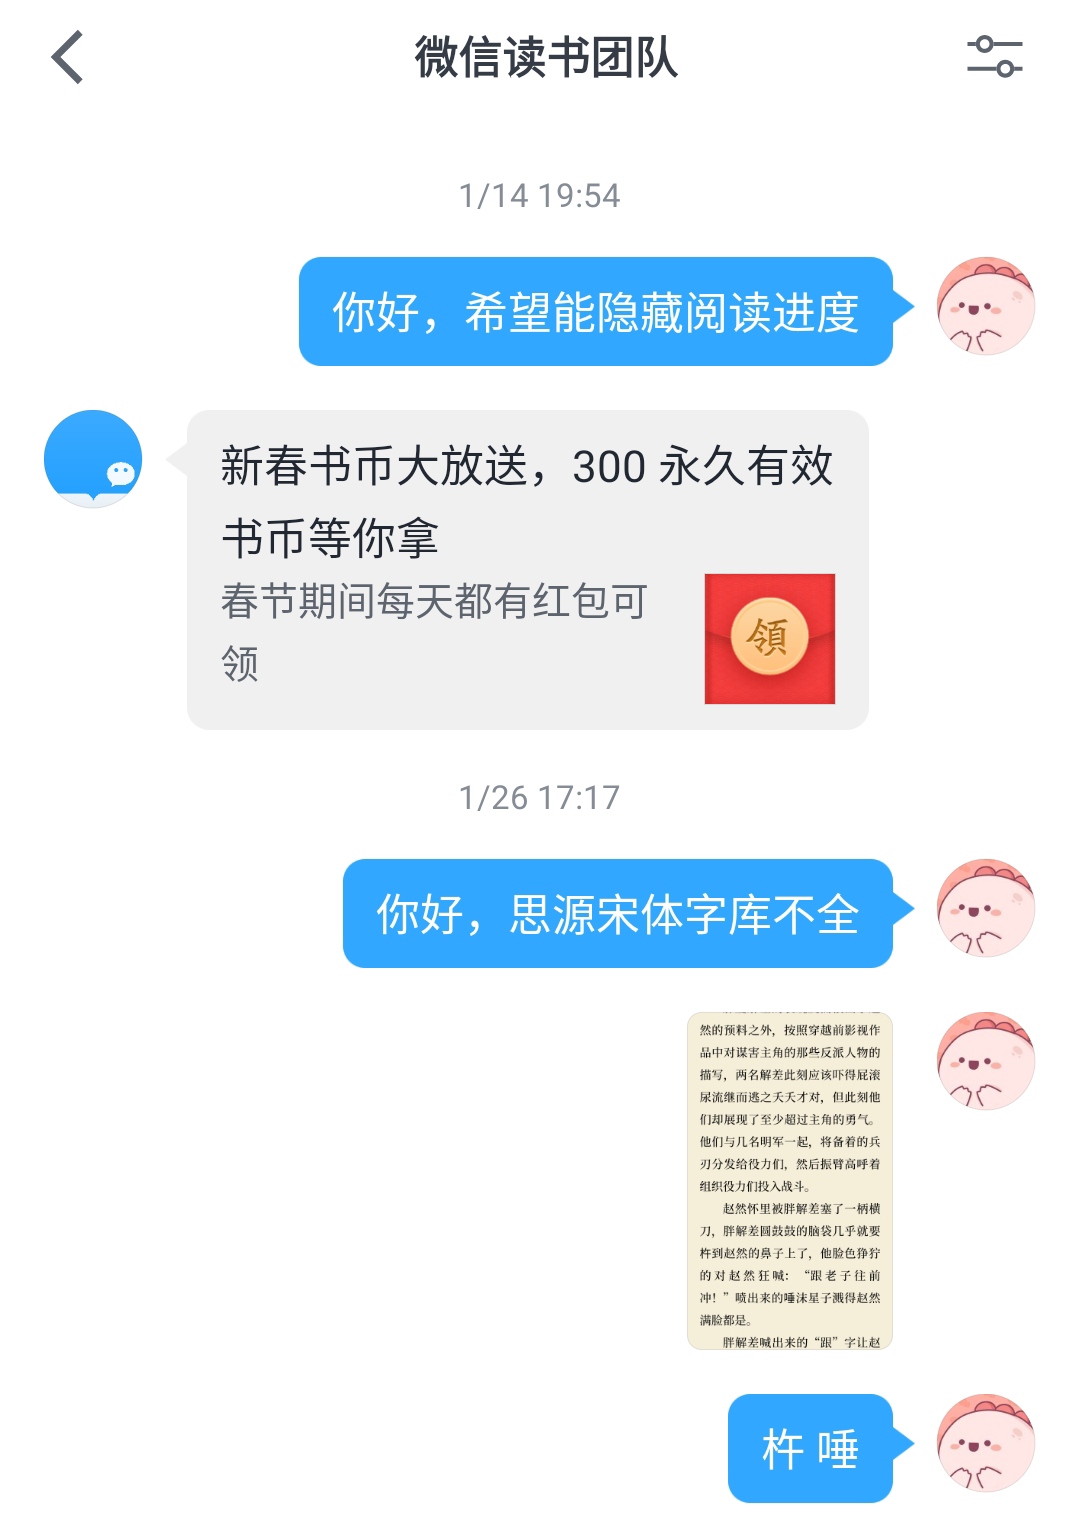 微信读书团队
1/14 19:54
你好，希望能隐藏阅读进度
新春书币大放送，300 永久有效
书币等你拿
春节期间每天都有红包可
领
領
1/26 17:17
你好，思源宋体字库不全
然的预料之外，按照穿越前影视作
品中对谋害主角的那些反派人物的
描写，两名解差此刻应该吓得屁滚
尿流继而逃之夭夭才对，但此刻他
们却展现了至少超过主角的勇气。
他们与几名明军一起，将备着的兵
刃分发给役力们，然后振臂高呼着
组织役力们投入战斗。
赵然怀里被胖解差塞了一柄横
刀，胖解差圆鼓鼓的脑袋几乎就要
杵到赵然的鼻子上了，他脸色狰狞
的对赵然狂喊：“跟老子往前
冲！”喷出来的唾沫星子溅得赵然
满脸都是。
胖解差喊出来的“跟”字让赵
杵 唾